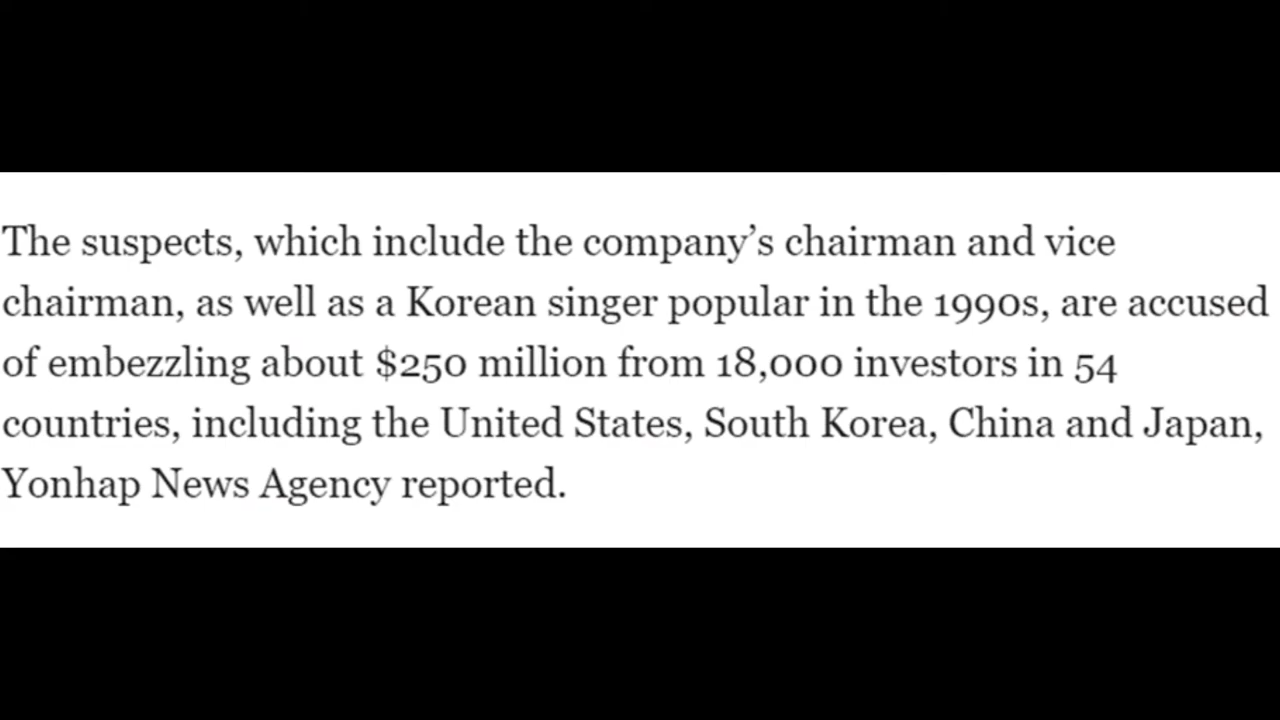 The suspects, which include the company’s chairman and vice
chairman, as well as a Korean singer popular in the 1990s, are accused
of embezzling about $250 million from 18,000 investors in 54
countries, including the United States, South Korea, China and Japan,
Yonhap News Agency reported.